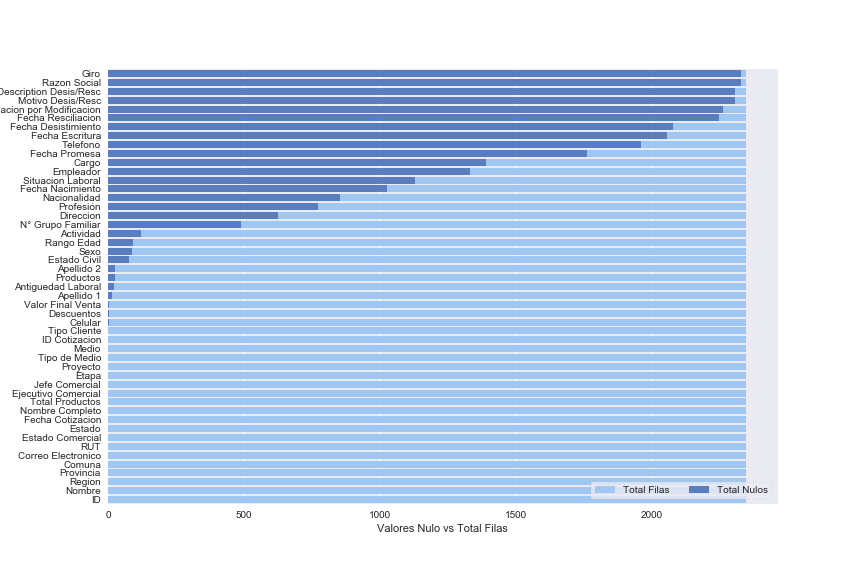 Giro
Razon Social
Description Desis/Resc
Motivo Desis/Resc
acion por Modificacion
Fecha Resciliacion
Fecha Desistimiento
Fecha Escritura
Telefono
Fecha Promesa
Cargo
Empleador
Situacion Laboral
Fecha Nacimiento
Nacionalidad
Profesión
Direccion
N° Grupo Familiar
Actividad
Rango Edad
Sexo
Estado Civil
Apellido 2
Productos
Antiguedad Laboral
Apellido 1
Valor Final Venta
Descuentos
Celular
Tipo Cliente
ID Cotizacion
Medio
Tipo de Medio
Proyecto
Etapa
Jefe Comercial
Ejecutivo Comercial
Total Productos
Nombre Completo
Fecha Cotizacion
Estado
Estado Comercial
RUT
Correo Electronico
Comuna
Provincia
Region
Nombre
ID
Total Filas Total Nulos
0 500 1000 1500 2000
Valores Nulo vs Total Filas